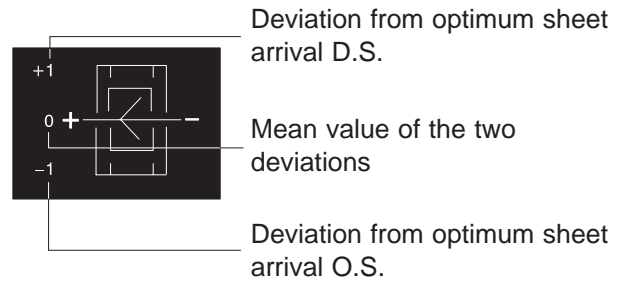 Deviation from optimum sheet
arrival D.S.
+1
0 + −
Mean value of the two
deviations
−1
Deviation from optimum sheet
arrival O.S.